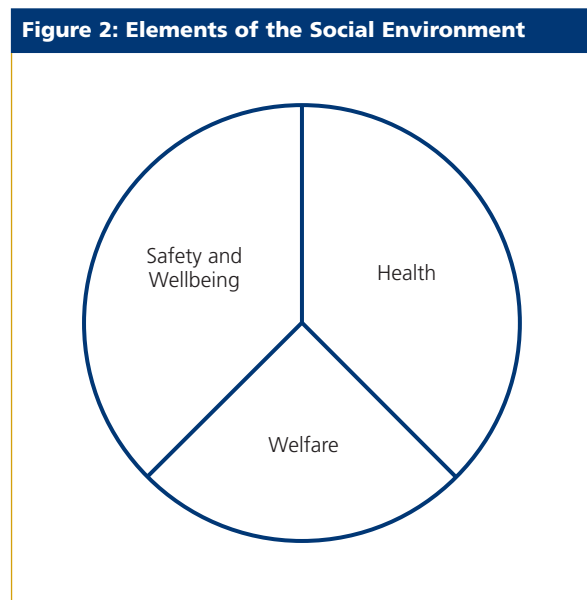 Figure 2: Elements of the Social Environment
Safety and
Wellbeing
Health
Welfare